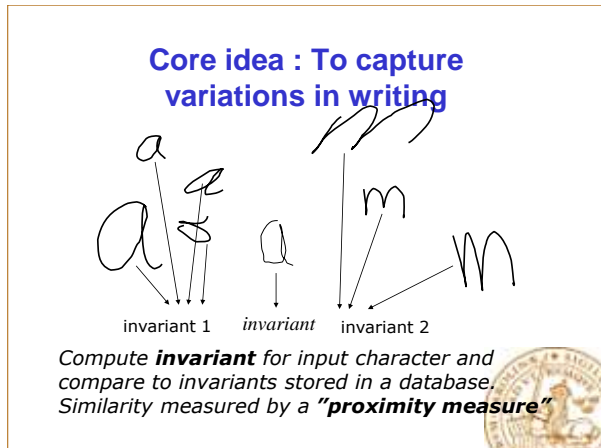 Core idea : To capture
variations in writing
a
m
a
m
a
a
a
m
invariant 1 invariant invariant 2
Compute invariant for input character and
compare to invariants stored in a database.
Similarity measured by a ”proximity measure”